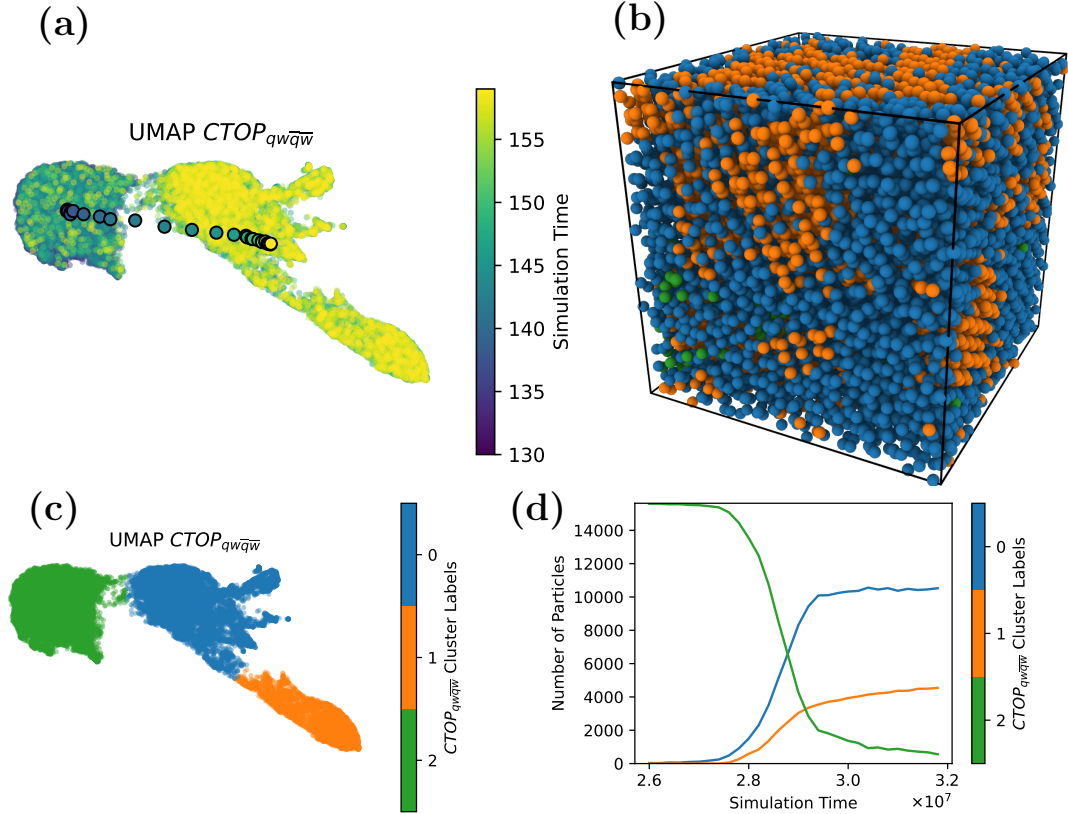 (a)
UMAP CTOP_{qw\overline{qw}}
155
150
145
140
135
130
Simulation Time
(b)
(c)
UMAP CTOP_{qw\overline{qw}}
0
1
2
CTOP_{qw\overline{qw}} Cluster Labels
(d)
14000
12000
10000
8000
6000
4000
2000
0
Number of Particles
2.6
2.8
3.0
3.2
Simulation Time
×10⁷
0
1
2
CTOP_{qw\overline{qw}} Cluster Labels